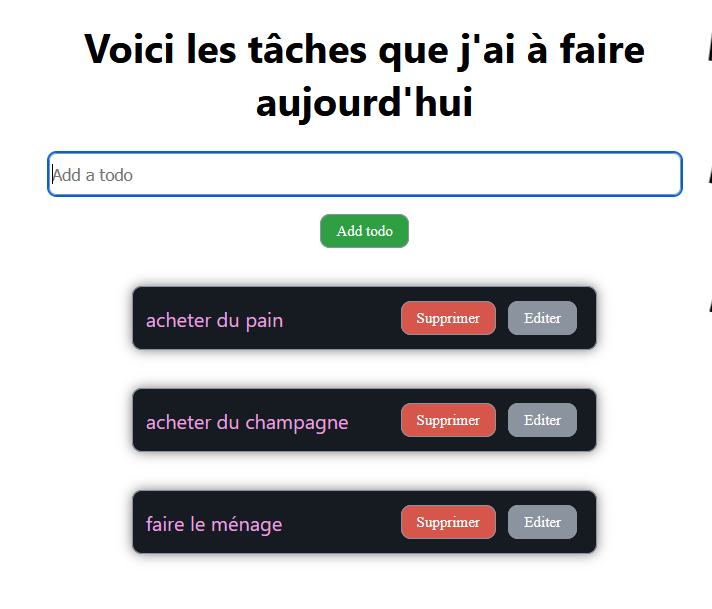 Voici les tâches que j'ai à faire
aujourd'hui
Add a todo
Add todo
acheter du pain Supprimer Editer
acheter du champagne Supprimer Editer
faire le ménage Supprimer Editer